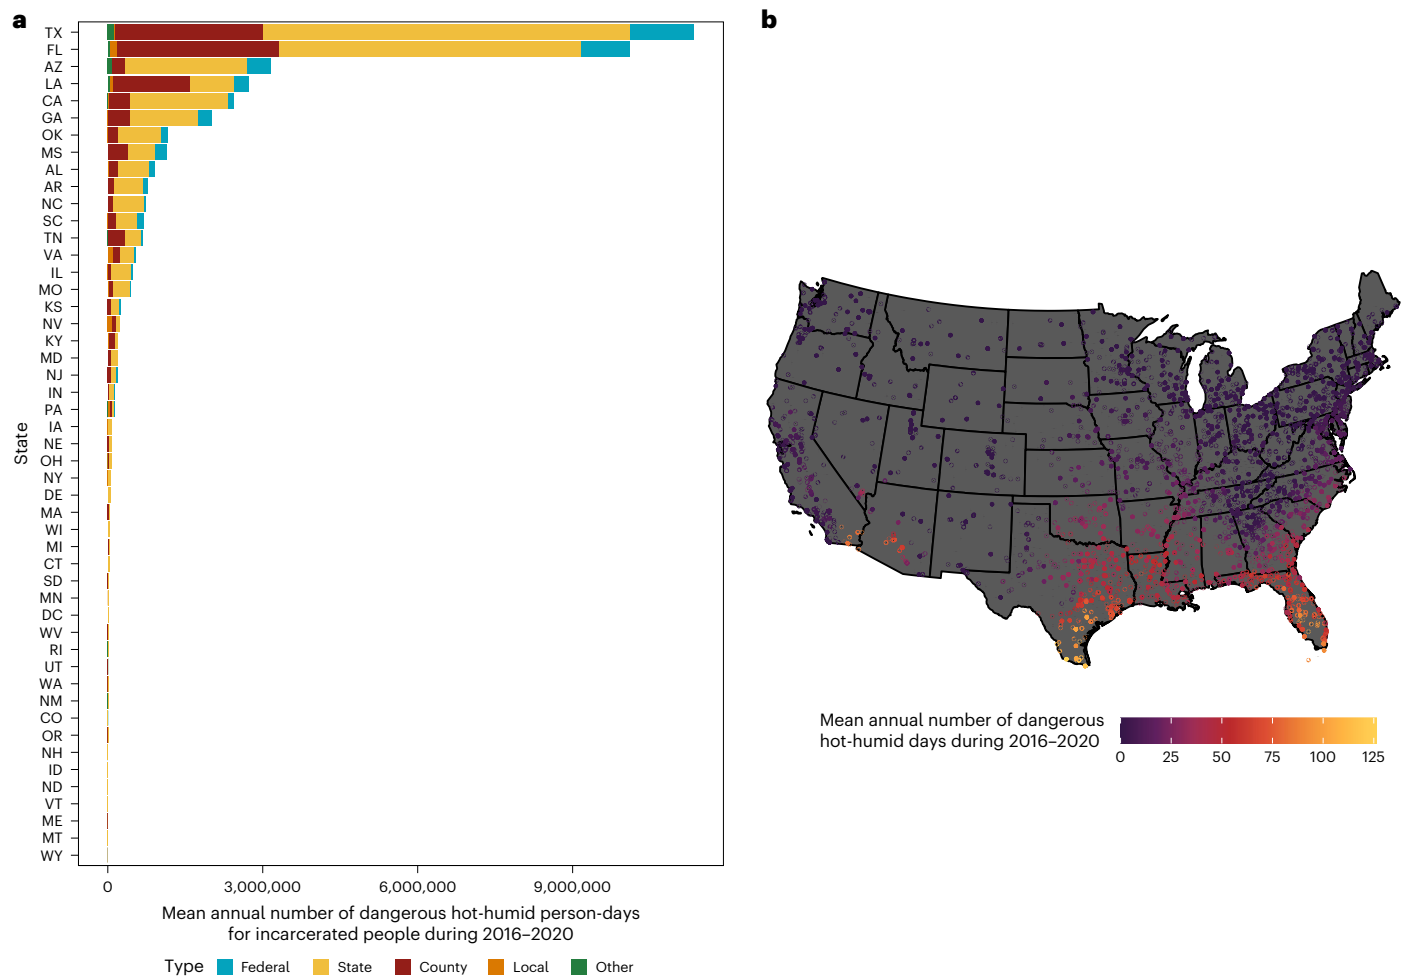 a
TX
FL
AZ
LA
CA
GA
OK
MS
AL
AR
NC
SC
TN
VA
IL
MO
KS
NV
KY
MD
NJ
IN
PA
IA
NE
OH
NY
DE
MA
WI
MI
CT
SD
MN
DC
WV
RI
UT
WA
NM
CO
OR
NH
ID
ND
VT
ME
MT
WY
State
0 3,000,000 6,000,000 9,000,000
Mean annual number of dangerous hot-humid person-days
for incarcerated people during 2016–2020
Type Federal State County Local Other
b
Mean annual number of dangerous
hot-humid days during 2016–2020
0 25 50 75 100 125